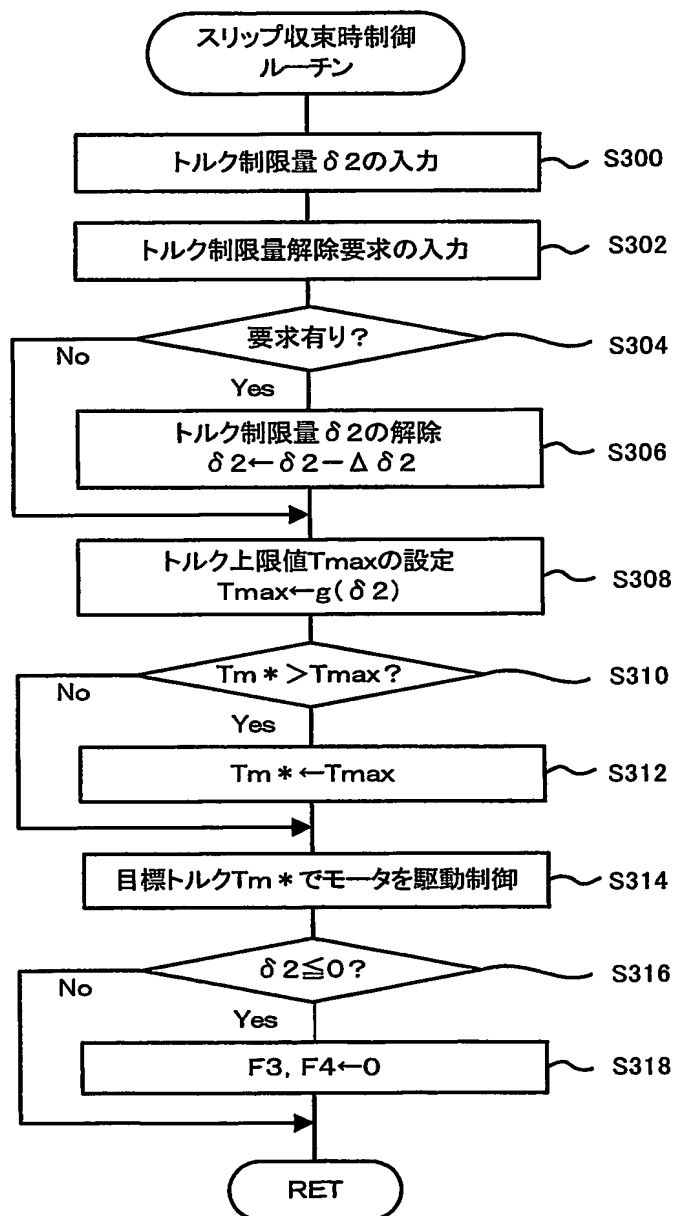 スリップ収束時制御
ルーチン
トルク制限量δ2の入力
S300
トルク制限量解除要求の入力
S302
要求有り?
S304
No
Yes
トルク制限量δ2の解除
δ2←δ2−Δδ2
S306
トルク上限値Tmaxの設定
Tmax←g(δ2)
S308
Tm*>Tmax?
S310
No
Yes
Tm*←Tmax
S312
目標トルクTm*でモータを駆動制御
S314
δ2≦0?
S316
No
Yes
F3, F4←0
S318
RET